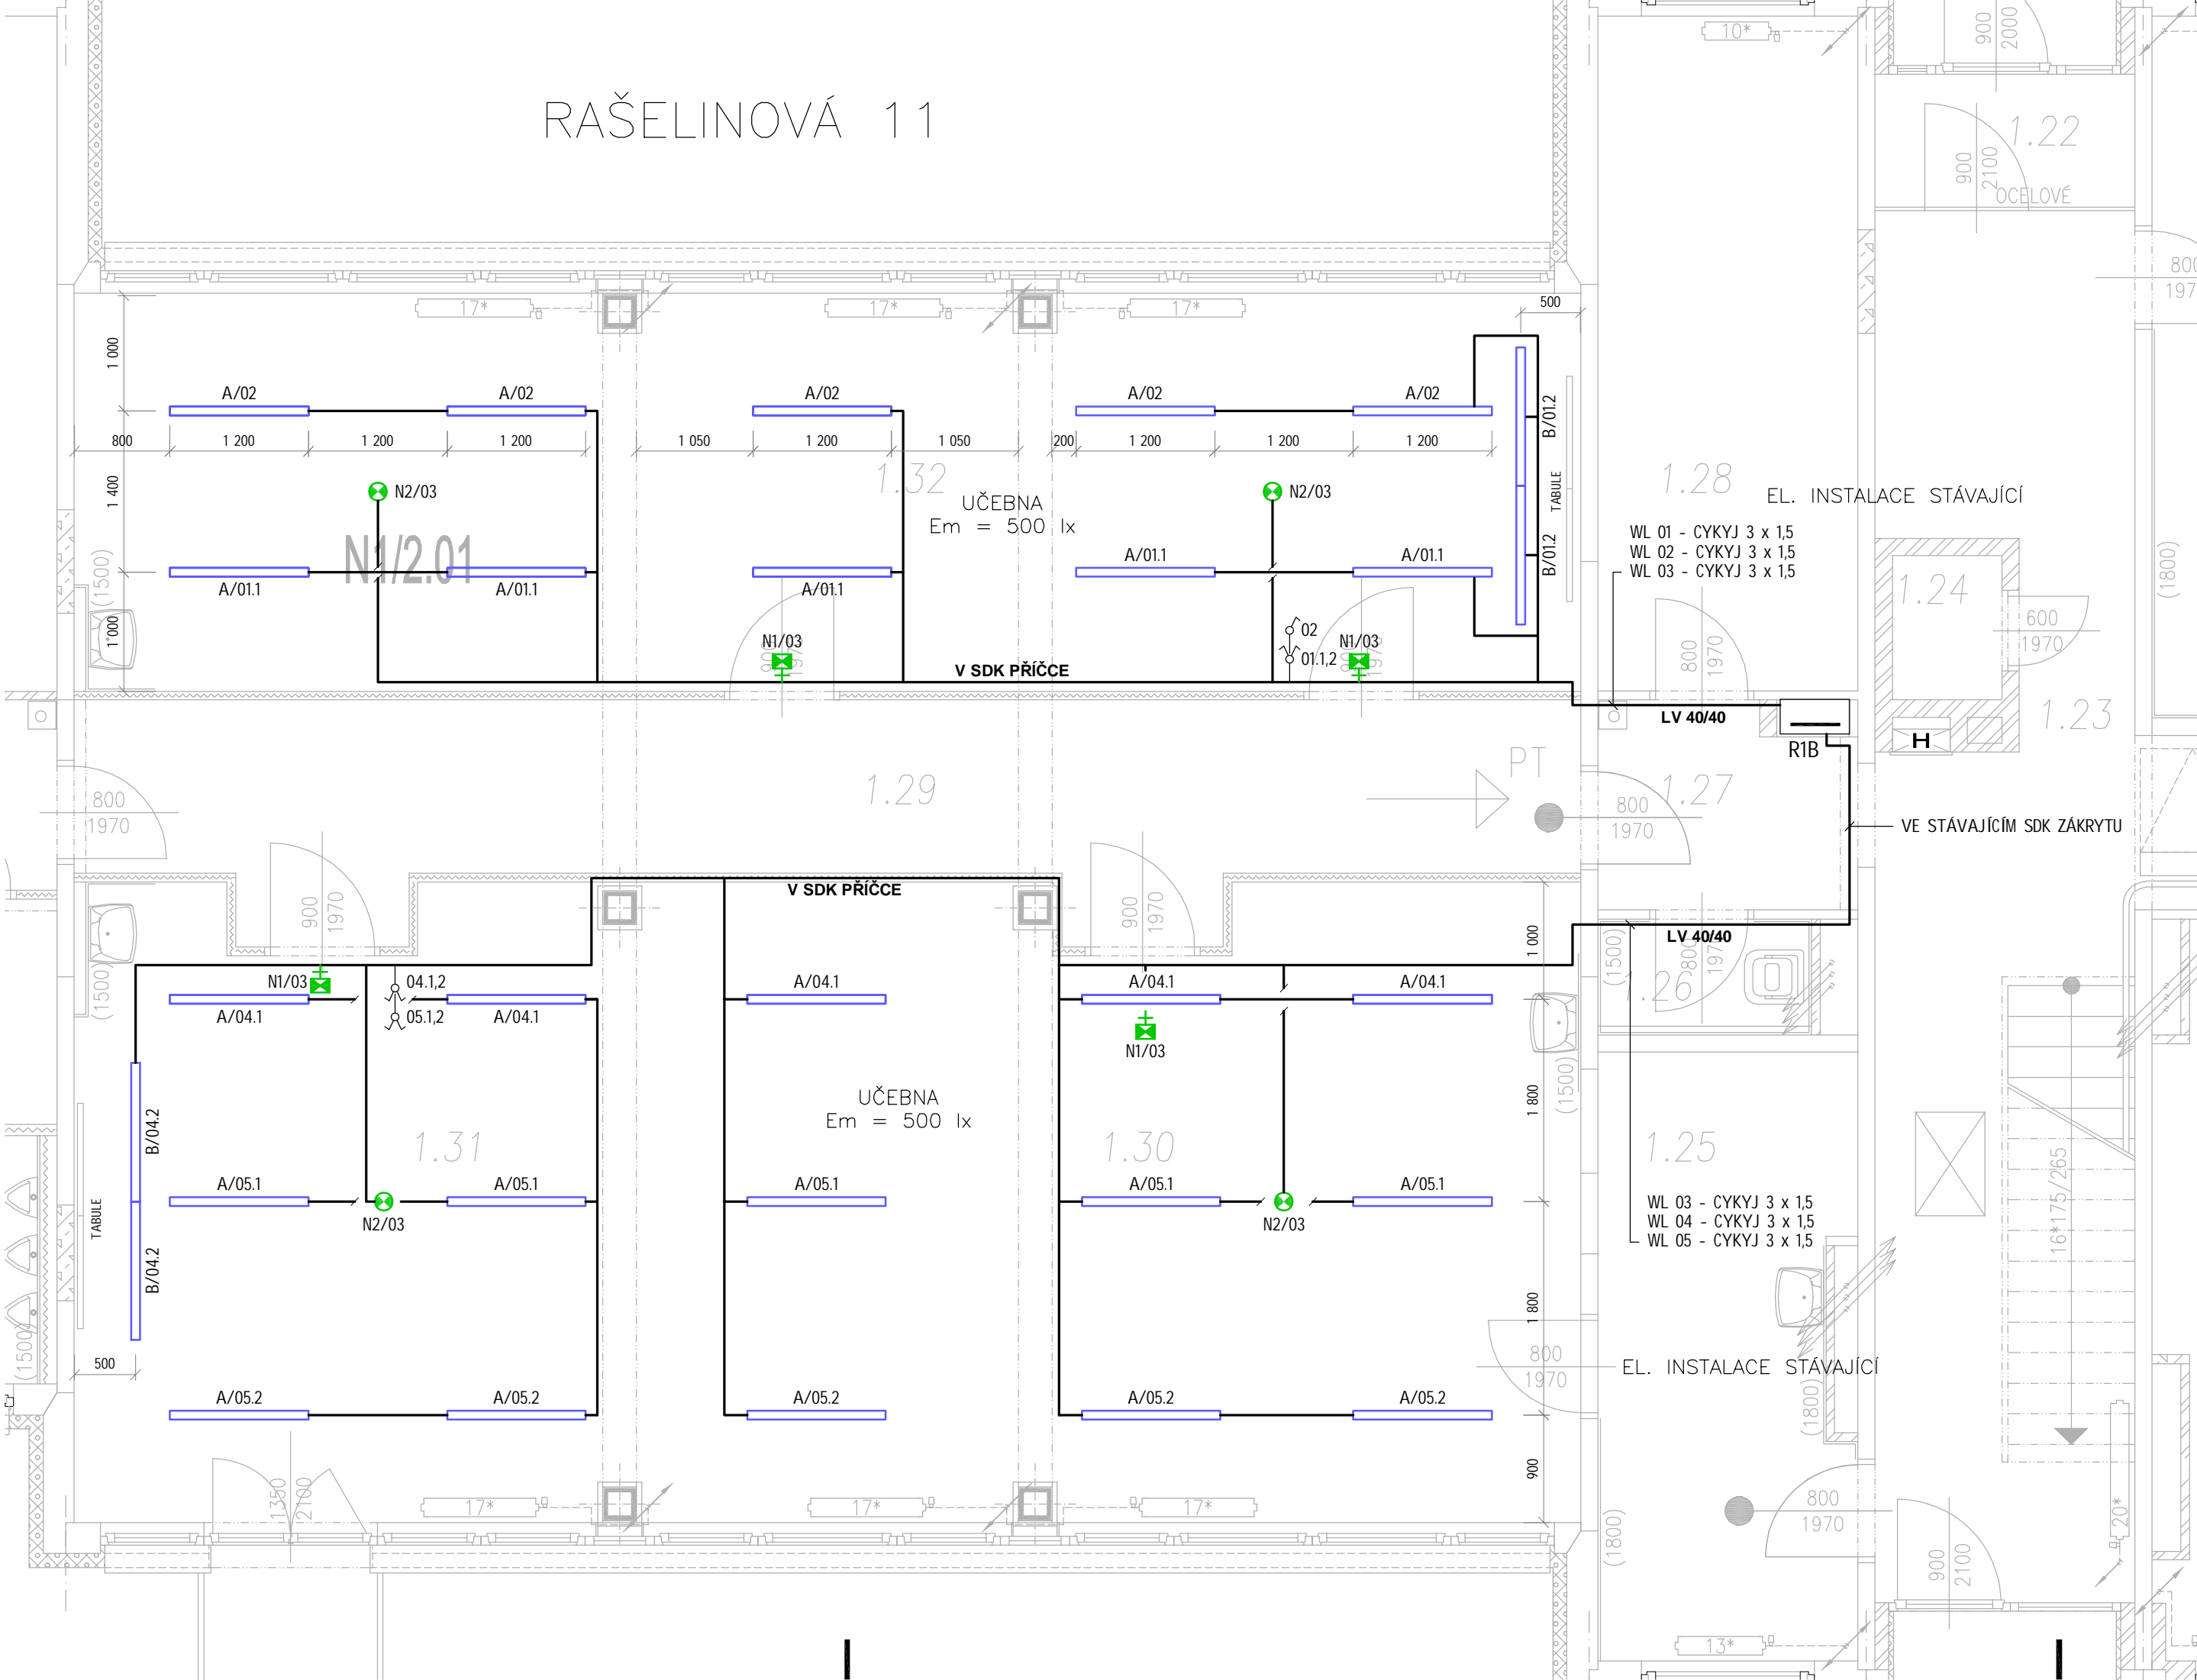 10*
900
2000
RAŠELINOVÁ 11
1.22
900
2100
OCELOVÉ
17*
17*
17*
500
1 000
A/02
A/02
A/02
A/02
A/02
B/01.2
800
1 200
1 200
1 200
1 050
1 200
1 050
200
1 200
1 200
1 200
1 400
N2/03
1.32
UČEBNA
Em = 500 lx
N2/03
TABULE
1.28
EL. INSTALACE STÁVAJÍCÍ
WL 01 - CYKYJ 3 x 1,5
WL 02 - CYKYJ 3 x 1,5
WL 03 - CYKYJ 3 x 1,5
N1/2.01
(1500)
A/01.1
A/01.1
A/01.1
A/01.1
A/01.1
B/01.2
1.24
(1800)
600
1970
1 000
N1/03
02
01.1,2
N1/03
800
1970
V SDK PŘÍČCE
LV 40/40
R1B
H
1.23
1.29
PT
1.27
800
1970
800
1970
VE STÁVAJÍCÍM SDK ZÁKRYTU
V SDK PŘÍČCE
900
1970
900
1970
1 000
LV 40/40
(1500)
800
1970
1.26
(1500)
N1/03
04.1,2
05.1,2
A/04.1
A/04.1
A/04.1
A/04.1
A/04.1
N1/03
(1500)
UČEBNA
Em = 500 lx
1 800
B/04.2
1.31
1.30
1.25
A/05.1
A/05.1
A/05.1
A/05.1
A/05.1
N2/03
N2/03
TABULE
B/04.2
WL 03 - CYKYJ 3 x 1,5
WL 04 - CYKYJ 3 x 1,5
WL 05 - CYKYJ 3 x 1,5
16*175/265
(1500)
500
1 800
800
1970
EL. INSTALACE STÁVAJÍCÍ
(1800)
A/05.2
A/05.2
A/05.2
A/05.2
A/05.2
900
1350
2100
17*
17*
17*
800
1970
(1800)
20*
900
2100
13*